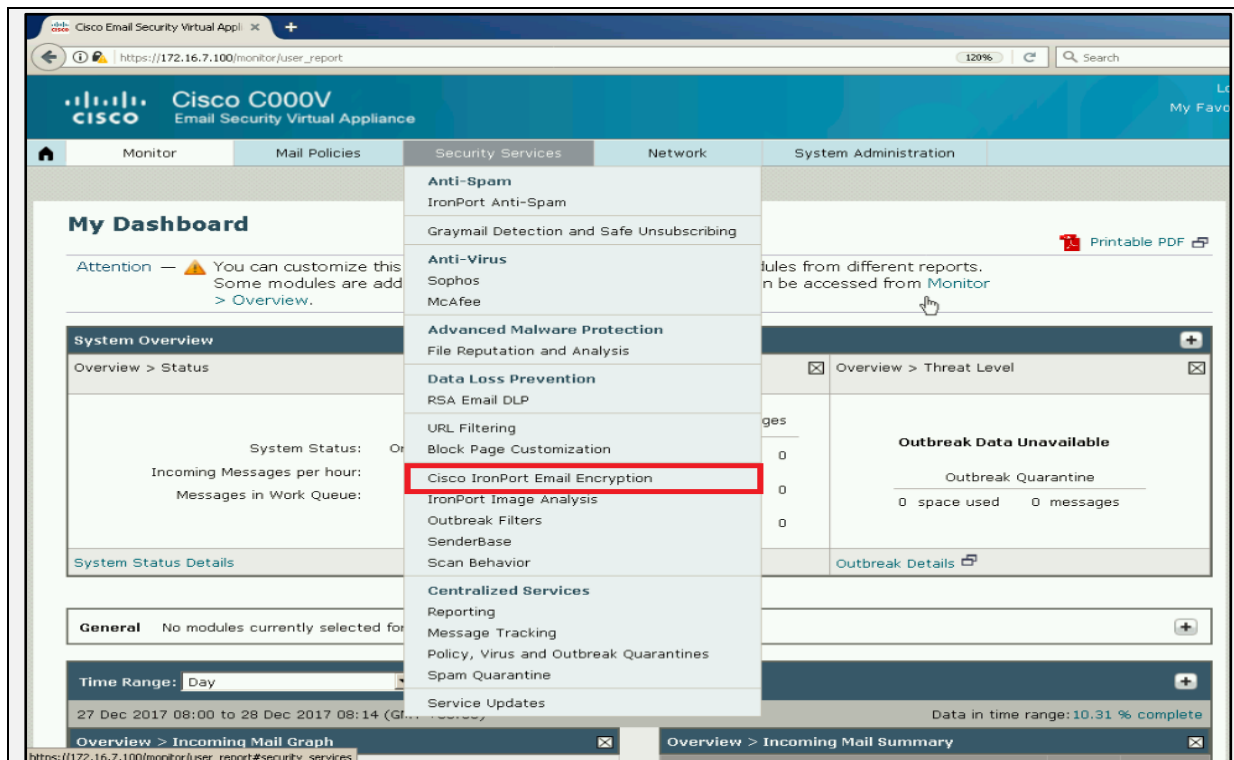 Cisco Email Security Virtual Appli
https://172.16.7.100/monitor/user_report
120%
Search
CISCO
Cisco C000V
Email Security Virtual Appliance
My Favo
Monitor
Mail Policies
Security Services
Network
System Administration
Anti-Spam
IronPort Anti-Spam
Graymail Detection and Safe Unsubscribing
Anti-Virus
Sophos
McAfee
Advanced Malware Protection
File Reputation and Analysis
Data Loss Prevention
RSA Email DLP
URL Filtering
Block Page Customization
Cisco IronPort Email Encryption
IronPort Image Analysis
Outbreak Filters
SenderBase
Scan Behavior
Centralized Services
Reporting
Message Tracking
Policy, Virus and Outbreak Quarantines
Spam Quarantine
Service Updates
My Dashboard
Printable PDF
Attention — You can customize this
dules from different reports.
Some modules are add
n be accessed from Monitor
> Overview.
System Overview
Overview > Status
Overview > Threat Level
System Status:
Incoming Messages per hour:
Messages in Work Queue:
ges
0
0
0
Outbreak Data Unavailable
Outbreak Quarantine
0 space used 0 messages
System Status Details
Outbreak Details
General No modules currently selected for
Time Range: Day
27 Dec 2017 08:00 to 28 Dec 2017 08:14
Data in time range: 10.31 % complete
Overview > Incoming Mail Graph
Overview > Incoming Mail Summary
https://172.16.7.100/monitor/user_report#security_services